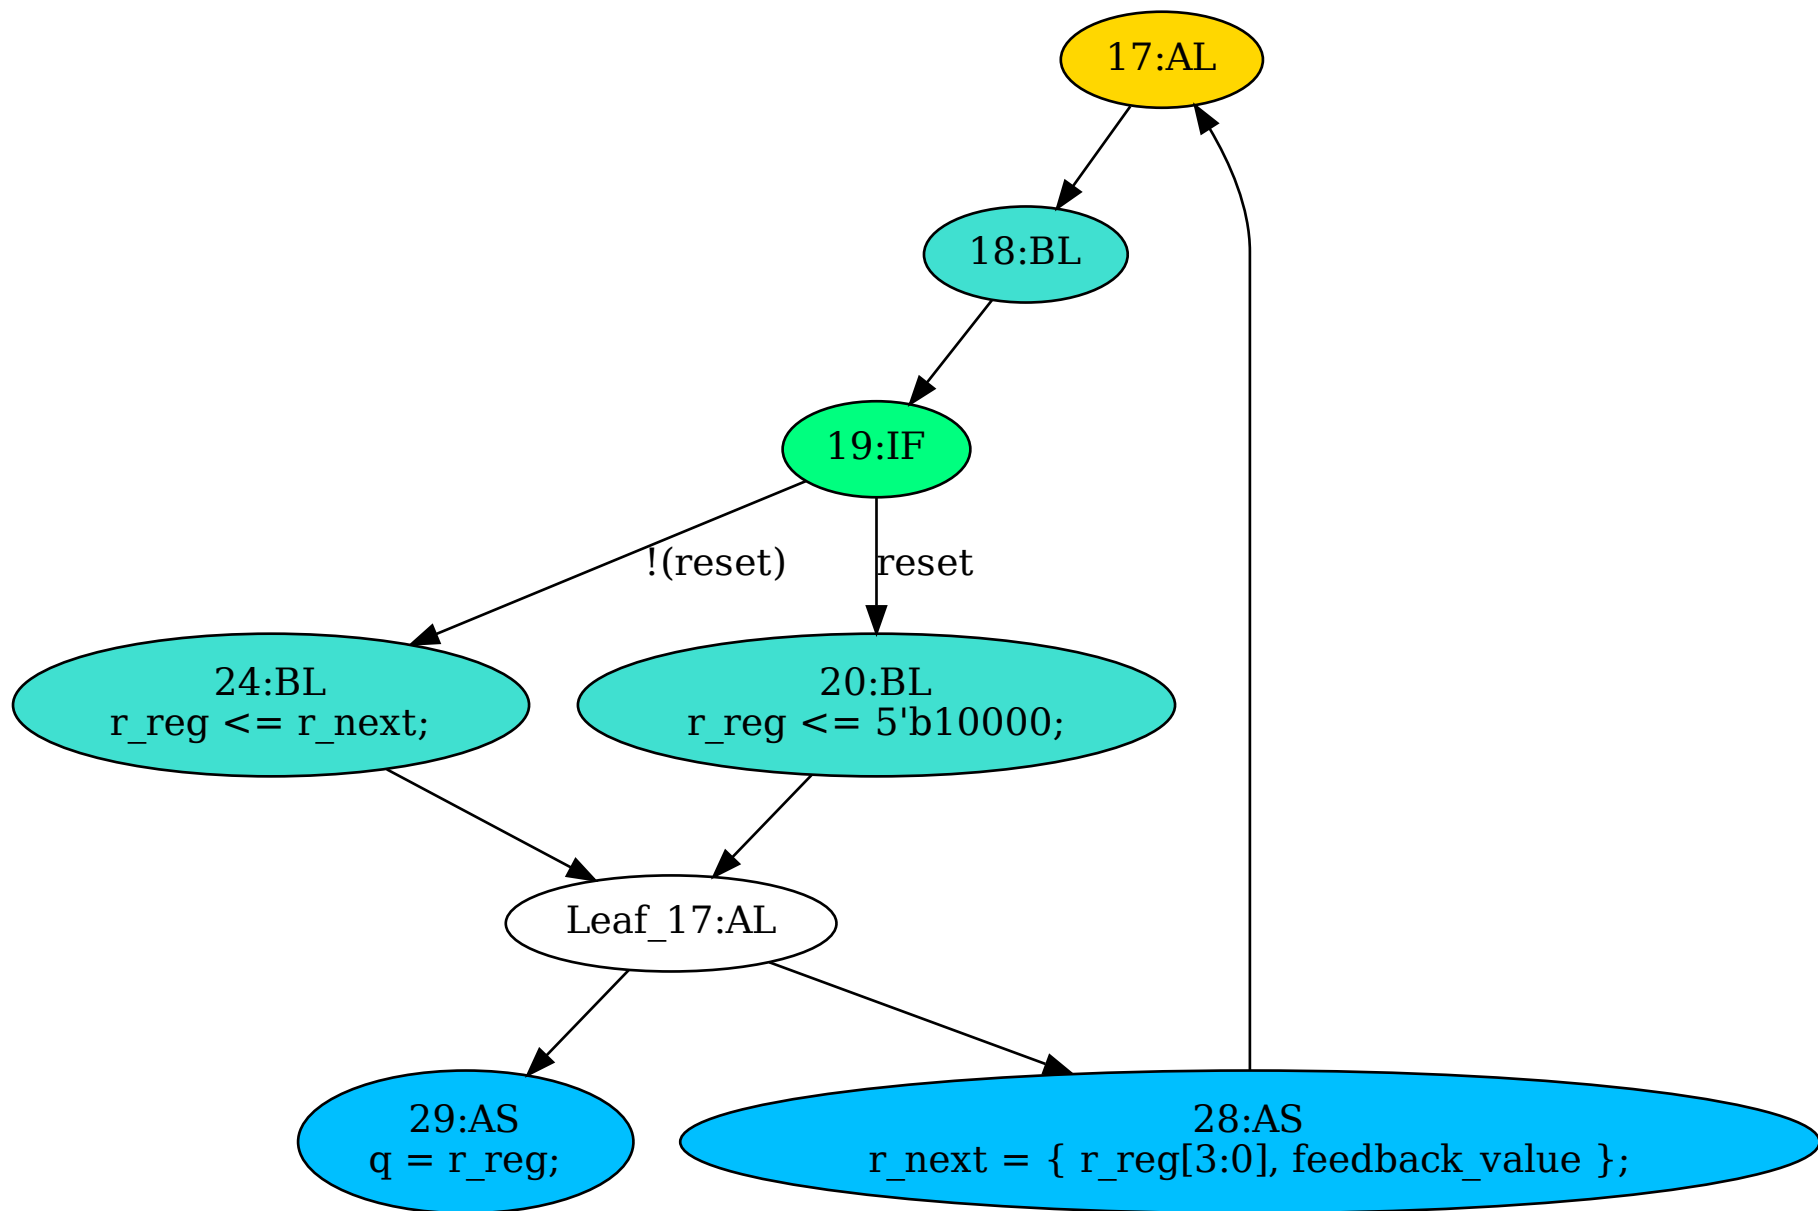 17:AL
18:BL
19:IF
!(reset)
reset
24:BL
r_reg <= r_next;
20:BL
r_reg <= 5'b10000;
Leaf_17:AL
29:AS
q = r_reg;
28:AS
r_next = { r_reg[3:0], feedback_value };